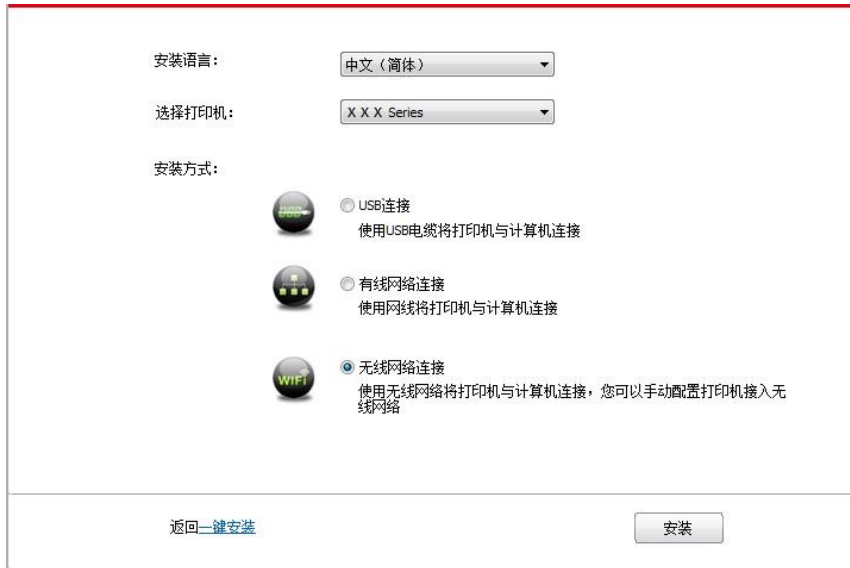 安装语言： 中文（简体）
选择打印机： X X X Series
安装方式：
USB
USB连接
使用USB电缆将打印机与计算机连接
有线网络连接
使用网线将打印机与计算机连接
WiFi
无线网络连接
使用无线网络将打印机与计算机连接，您可以手动配置打印机接入无
线网络
返回一键安装 安装